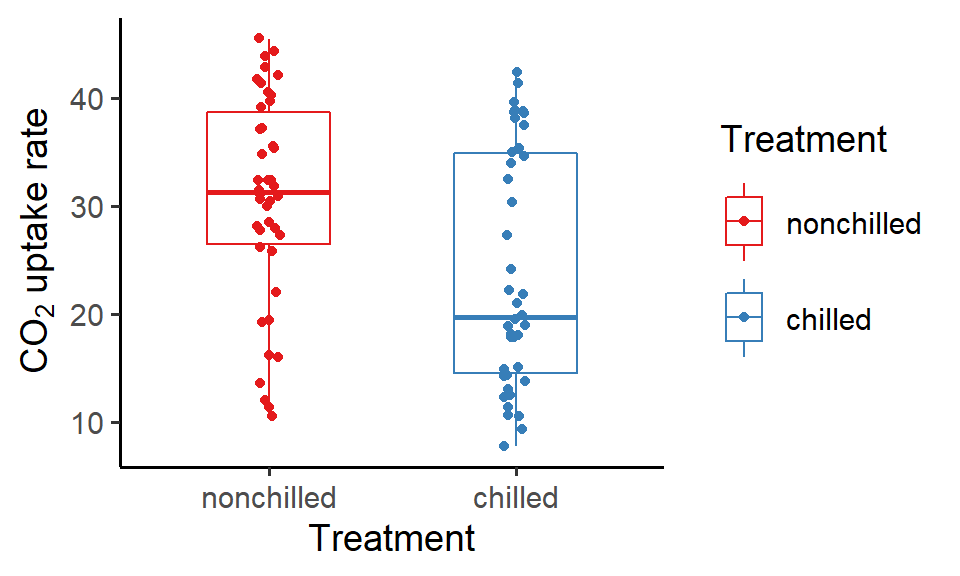 CO₂ uptake rate
40
30
20
10
nonchilled
chilled
Treatment
Treatment
nonchilled
chilled